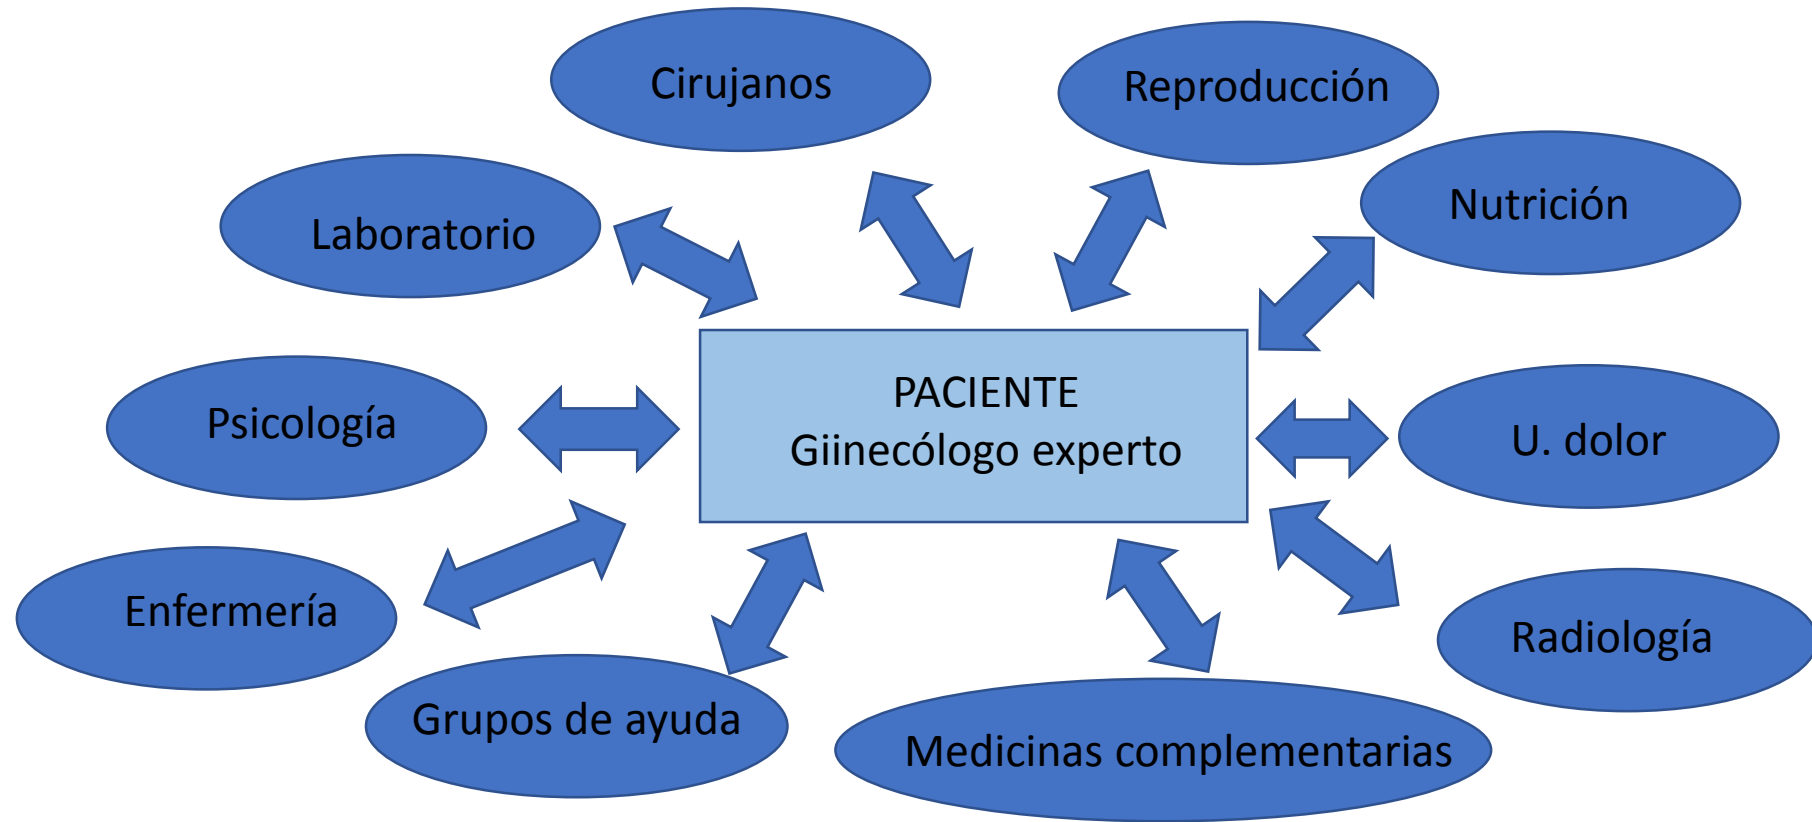 Cirujanos
Reproducción
Nutrición
Laboratorio
PACIENTE
Giinecólogo experto
Psicología
U. dolor
Enfermería
Radiología
Grupos de ayuda
Medicinas complementarias